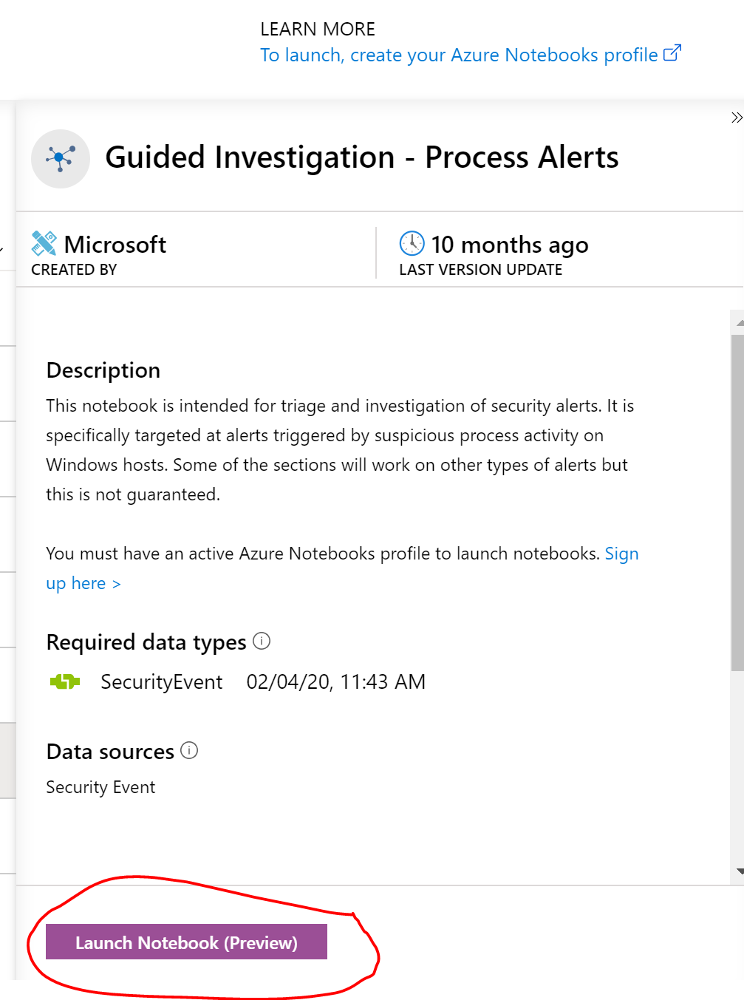 LEARN MORE
To launch, create your Azure Notebooks profile
Guided Investigation - Process Alerts
Microsoft
CREATED BY
10 months ago
LAST VERSION UPDATE
Description
This notebook is intended for triage and investigation of security alerts. It is
specifically targeted at alerts triggered by suspicious process activity on
Windows hosts. Some of the sections will work on other types of alerts but
this is not guaranteed.
You must have an active Azure Notebooks profile to launch notebooks. Sign
up here >
Required data types
SecurityEvent 02/04/20, 11:43 AM
Data sources
Security Event
Launch Notebook (Preview)